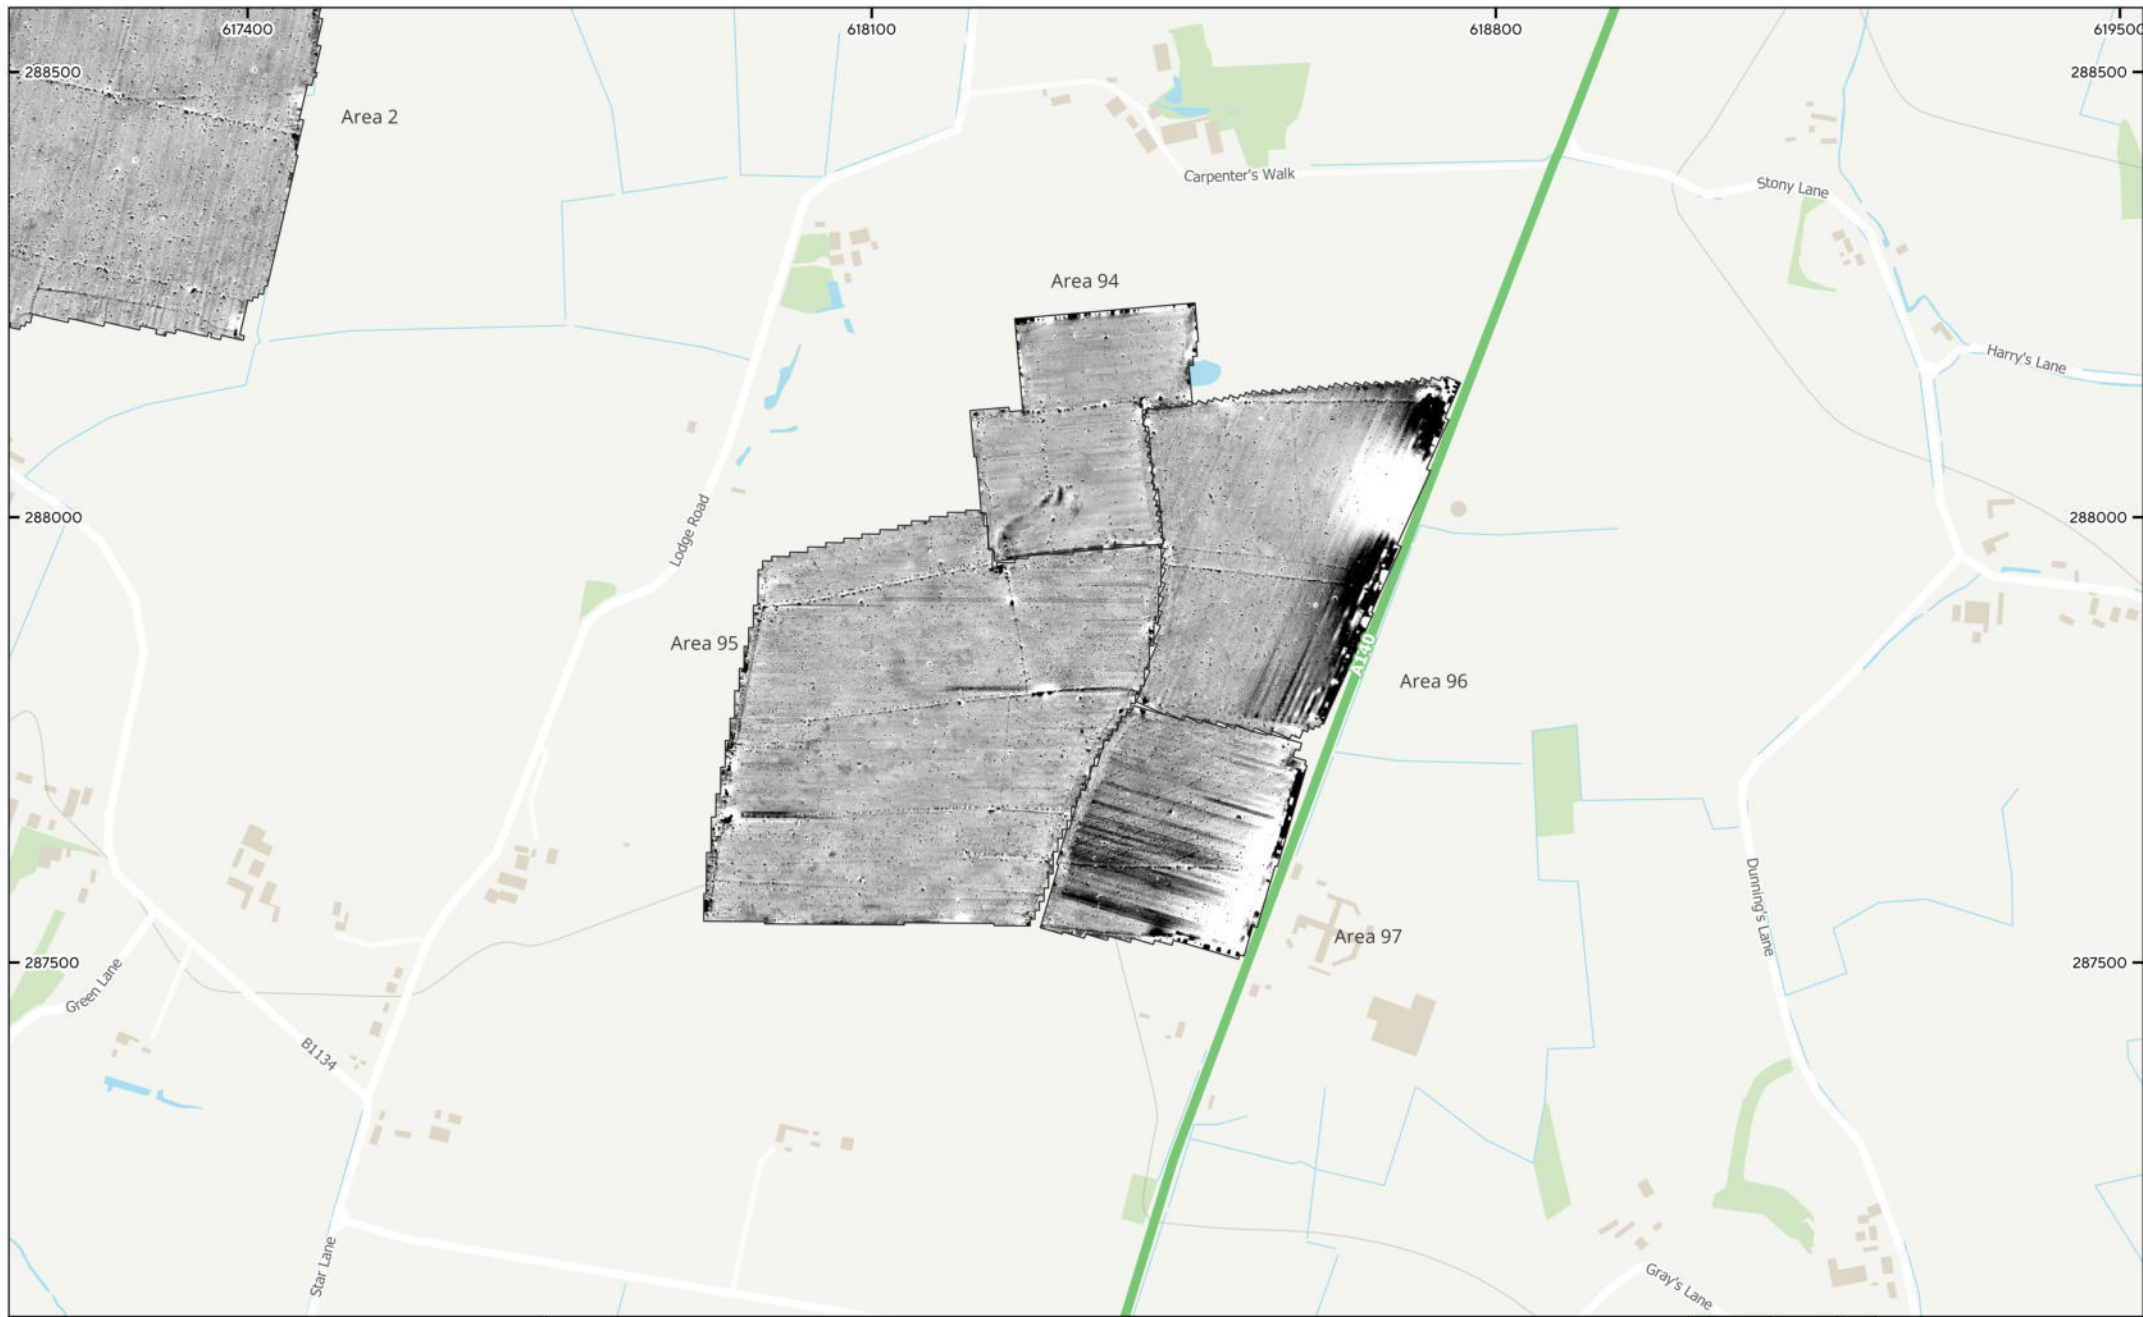 617400
618100
618800
619500
288500
288500
Area 2
Carpenter's Walk
Stony Lane
Area 94
Harry's Lane
288000
288000
Lodge Road
Area 95
A140
Area 96
Dunning's Lane
Area 97
287500
287500
Green Lane
B1134
Star Lane
Gray's Lane